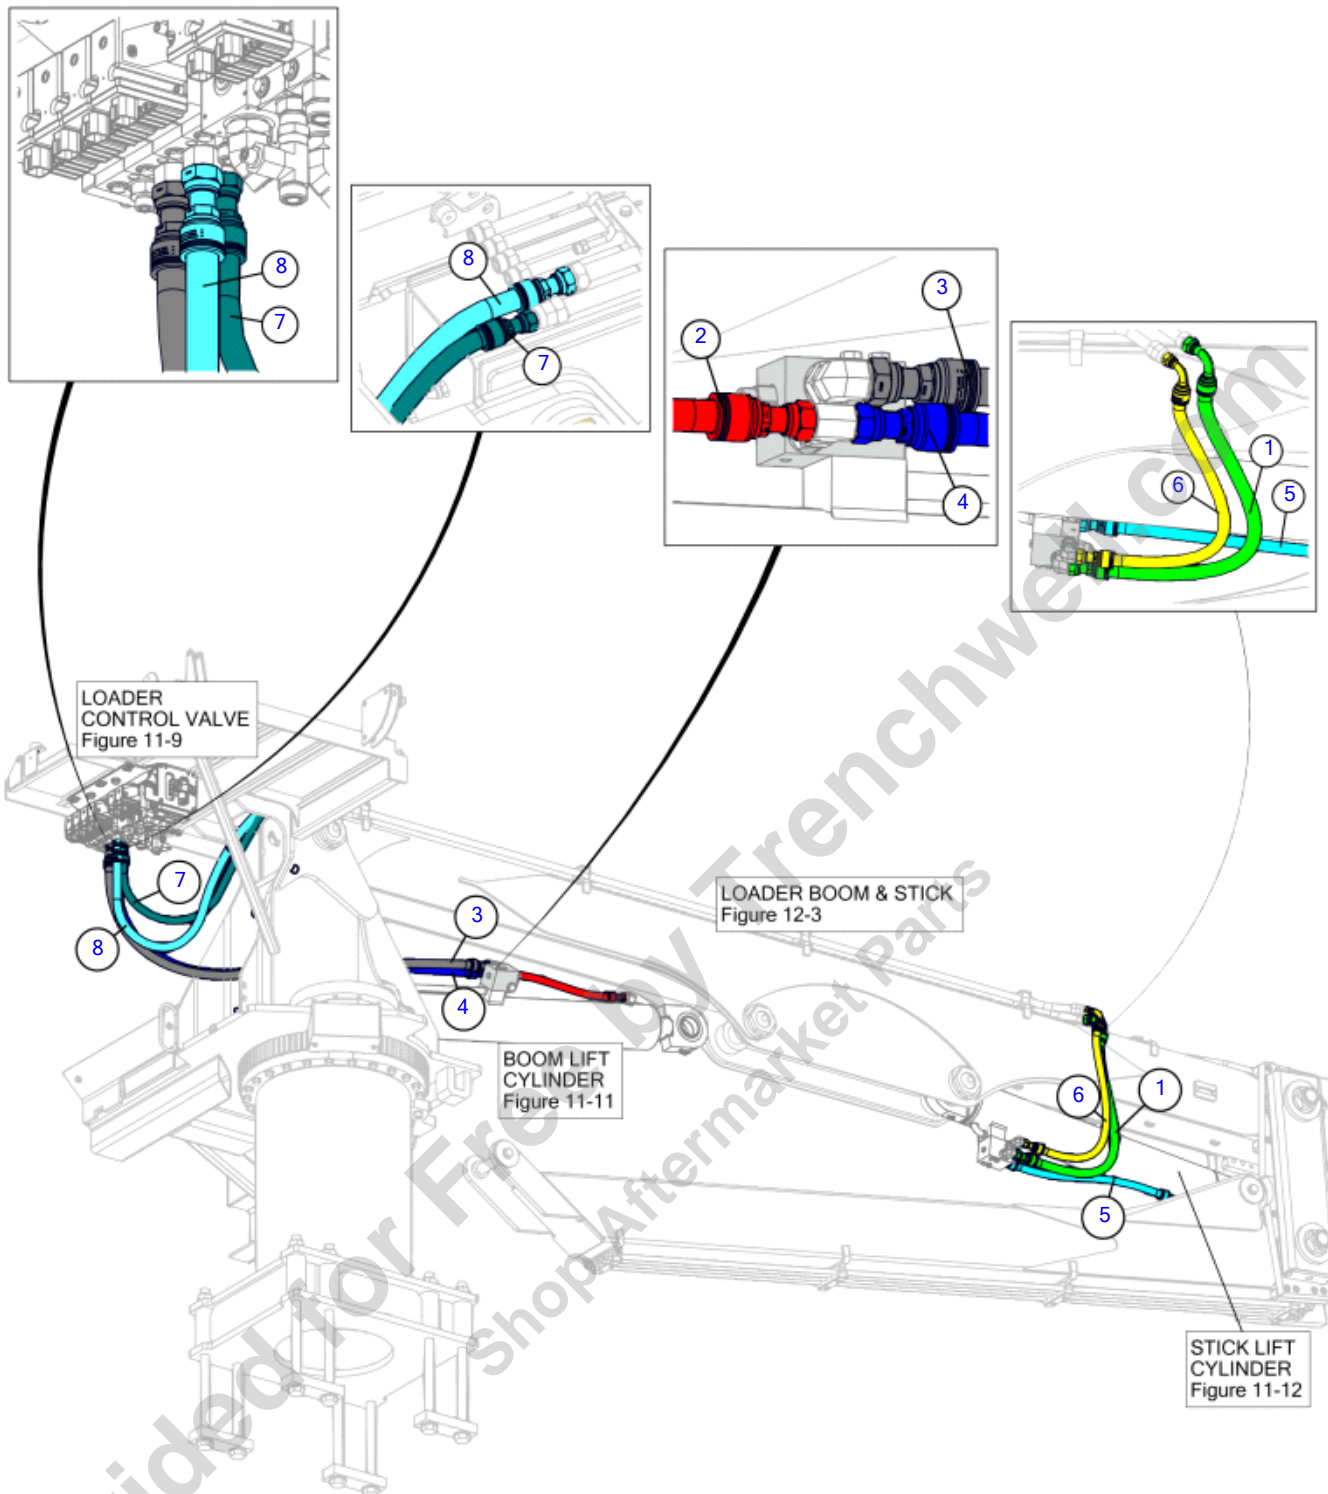 8
7
8
7
2
3
4
1
6
5
LOADER
CONTROL VALVE
Figure 11-9
7
8
3
4
LOADER BOOM & STICK
Figure 12-3
BOOM LIFT
CYLINDER
Figure 11-11
6
1
5
STICK LIFT
CYLINDER
Figure 11-12
ided for Free by Trenchwell.com
Shop Aftermarket Parts